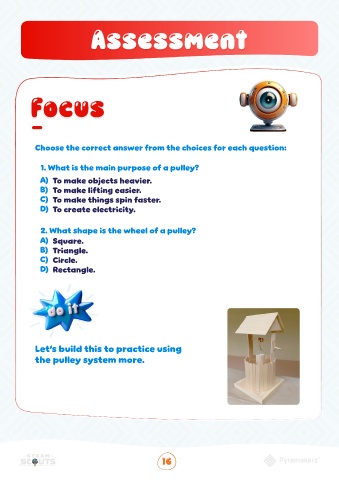 Assessment
Focus
Choose the correct answer from the choices for each question:
1. What is the main purpose of a pulley?
A) To make objects heavier.
B) To make lifting easier.
C) To make things spin faster.
D) To create electricity.
2. What shape is the wheel of a pulley?
A) Square.
B) Triangle.
C) Circle.
D) Rectangle.
do it
Let's build this to practice using
the pulley system more.
SCOUTS
16